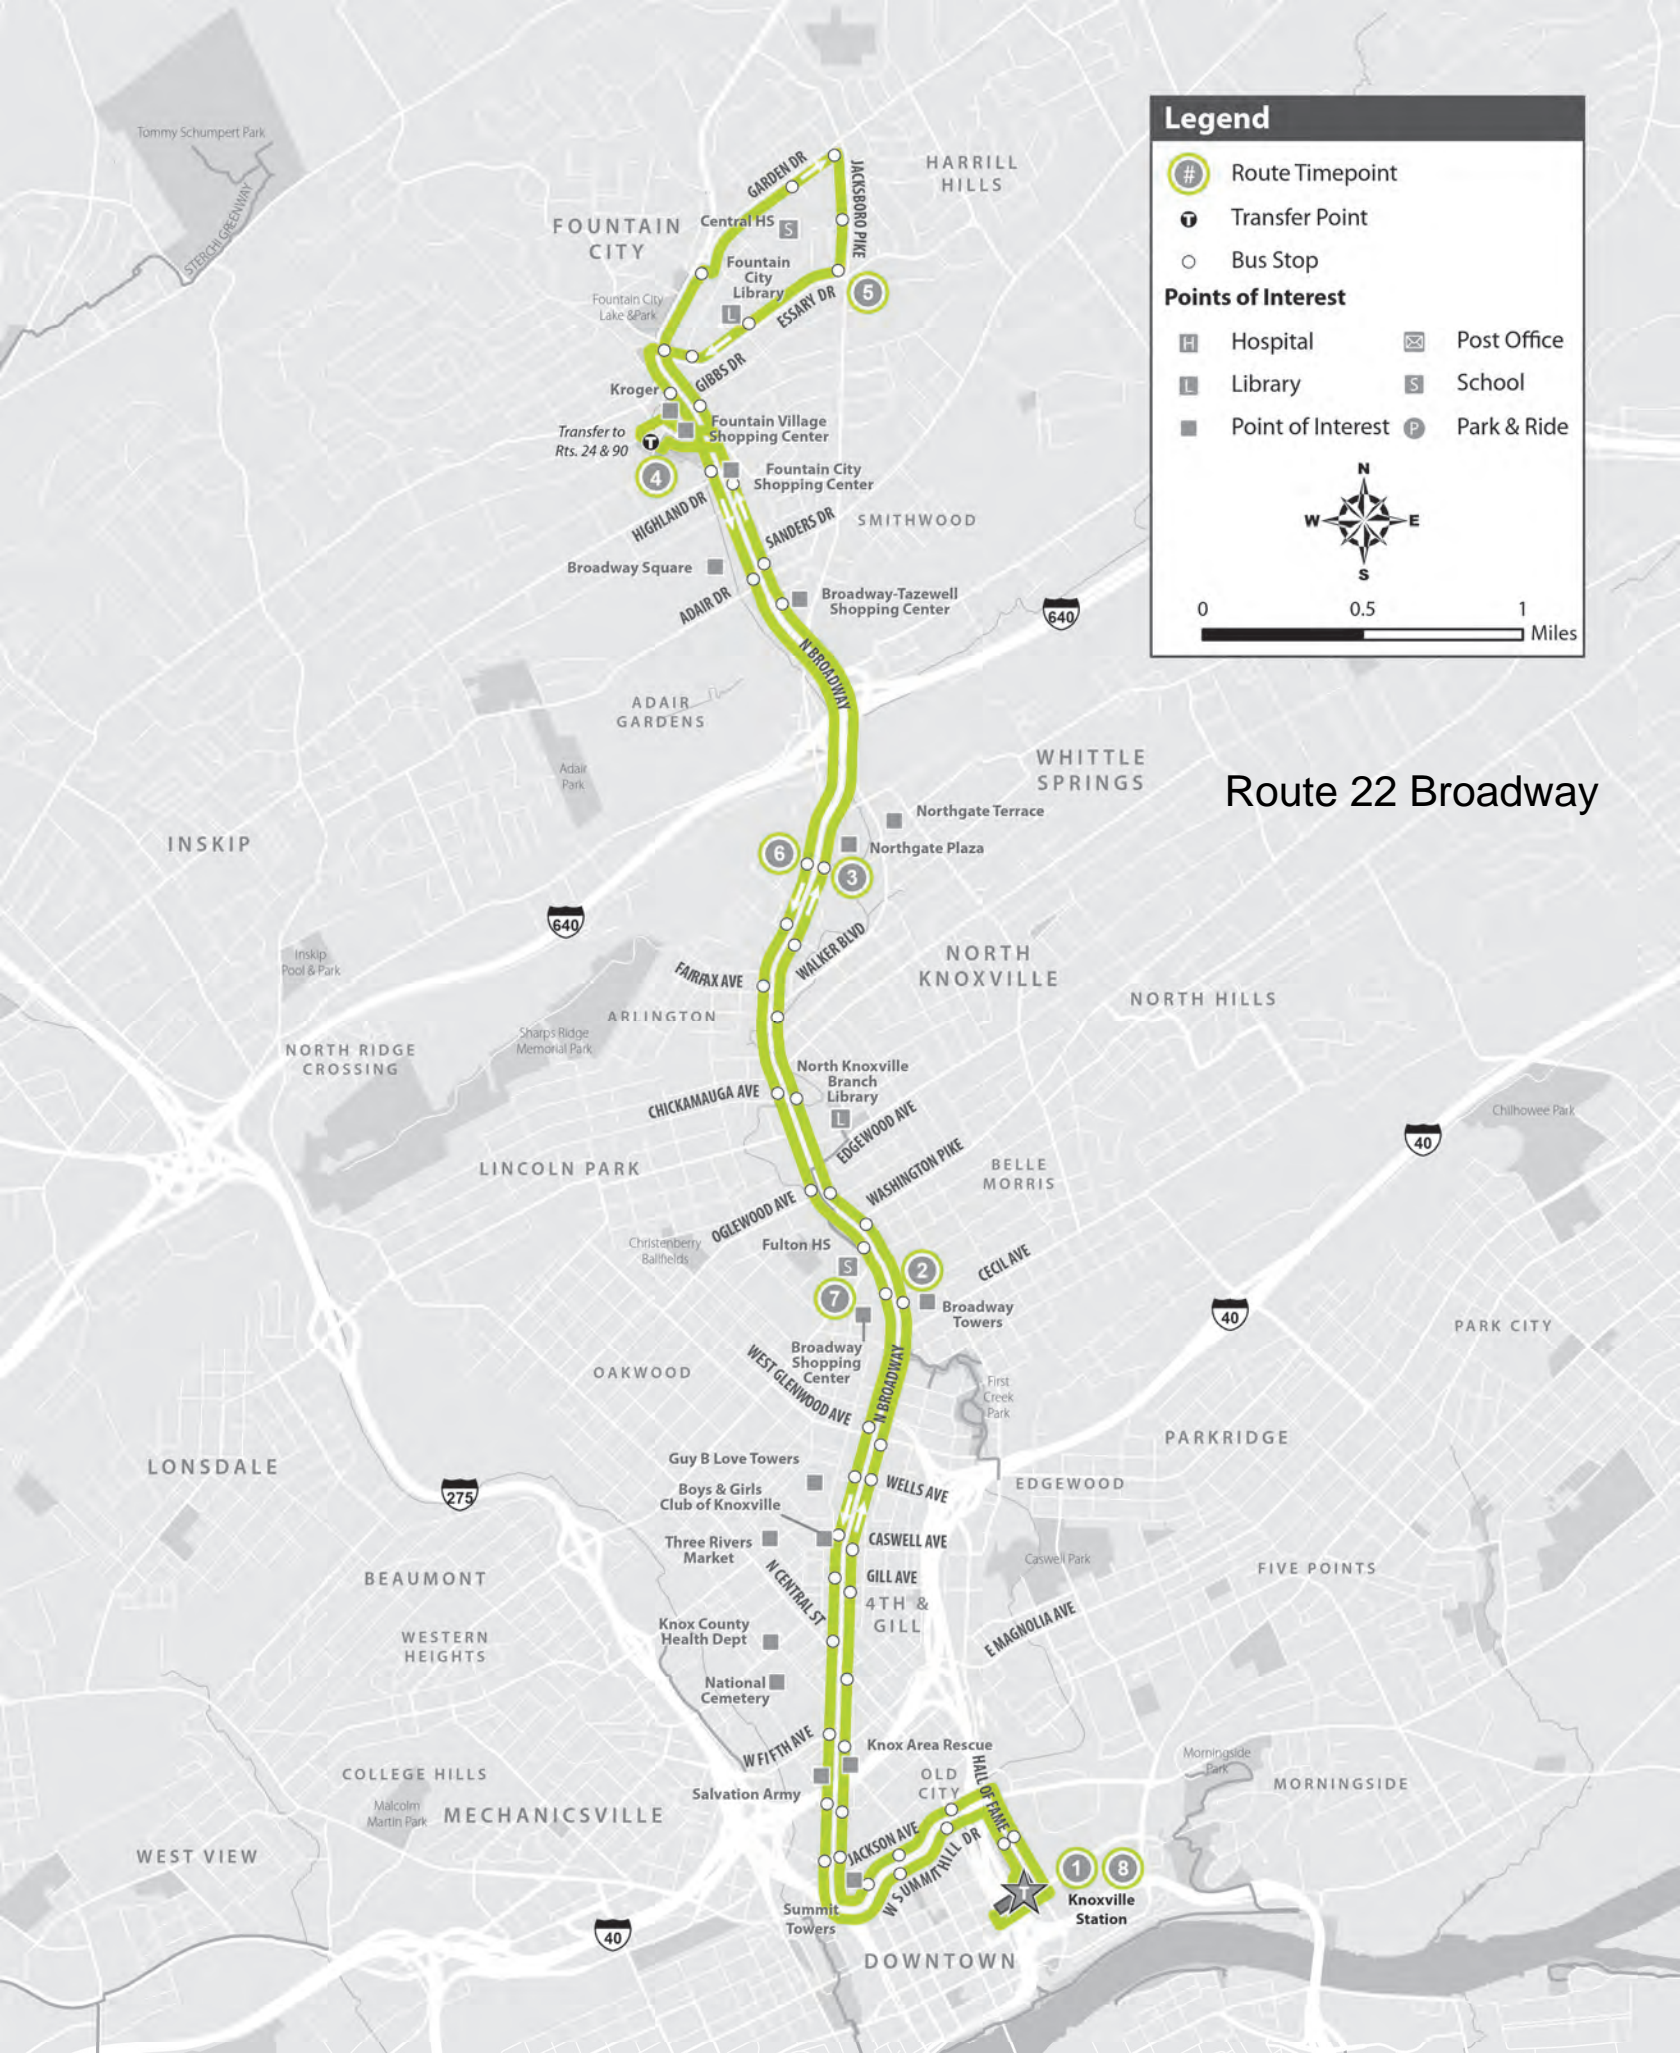 Tommy Schumpert Park
STERCHI GREENWAY
Legend
# Route Timepoint
T Transfer Point
Bus Stop
Points of Interest
H Hospital
Post Office
L Library
S School
Point of Interest
P Park & Ride
N
W E
S
0 0.5 1
Miles
GARDEN DR
JACKSBORO PIKE
HARRILL
HILLS
FOUNTAIN
CITY
Central HS
S
Fountain
City
Library
L
Fountain City
Lake &Park
ESSARY DR
5
GIBBS DR
Kroger
Fountain Village
Shopping Center
Transfer to
Rts. 24 & 90
T
4
Fountain City
Shopping Center
HIGHLAND DR
SANDERS DR
SMITHWOOD
Broadway Square
ADAIR DR
Broadway-Tazewell
Shopping Center
640
N BROADWAY
ADAIR
GARDENS
Adair
Park
WHITTLE
SPRINGS
Route 22 Broadway
Northgate Terrace
Northgate Plaza
INSKIP
6
3
640
Inskip
Pool & Park
WALKER BLVD
FAIRFAX AVE
NORTH
KNOXVILLE
NORTH HILLS
ARLINGTON
Sharps Ridge
Memorial Park
NORTH RIDGE
CROSSING
North Knoxville
Branch
Library
L
CHICKAMAUGA AVE
EDGEWOOD AVE
Chilhowee Park
40
WASHINGTON PIKE
BELLE
MORRIS
LINCOLN PARK
OGLEWOOD AVE
Christenberry
Ballfields
Fulton HS
S
2
CECIL AVE
7
Broadway
Towers
40
PARK CITY
Broadway
Shopping
Center
WEST GLENWOOD AVE
N BROADWAY
OAKWOOD
First
Creek
Park
PARKRIDGE
LONSDALE
Guy B Love Towers
275
Boys & Girls
Club of Knoxville
WELLS AVE
EDGEWOOD
Three Rivers
Market
CASWELL AVE
Caswell Park
FIVE POINTS
BEAUMONT
N CENTRAL ST
GILL AVE
4TH &
GILL
Knox County
Health Dept
E MAGNOLIA AVE
WESTERN
HEIGHTS
National
Cemetery
W FIFTH AVE
Knox Area Rescue
HALL OF FAME
Morningside
Park
COLLEGE HILLS
OLD
CITY
MORNINGSIDE
Salvation Army
Malcolm
Martin Park
MECHANICSVILLE
JACKSON AVE
W SUMMIT HILL DR
WEST VIEW
1 8
T
Knoxville
Station
Summit
Towers
40
DOWNTOWN